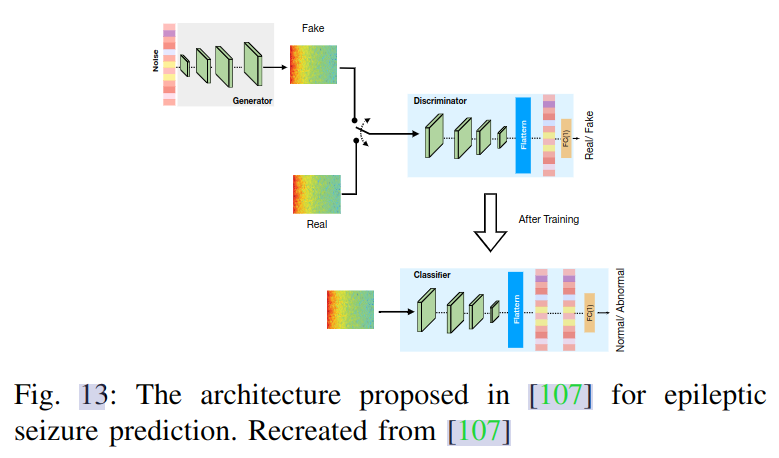 Fake
Noise
Generator
Discriminator
Flattern
FC(1)
Real/ Fake
Real
After Training
Classifier
Flattern
FC(1)
Normal/ Abnormal
Fig. 13: The architecture proposed in [107] for epileptic
seizure prediction. Recreated from [107]